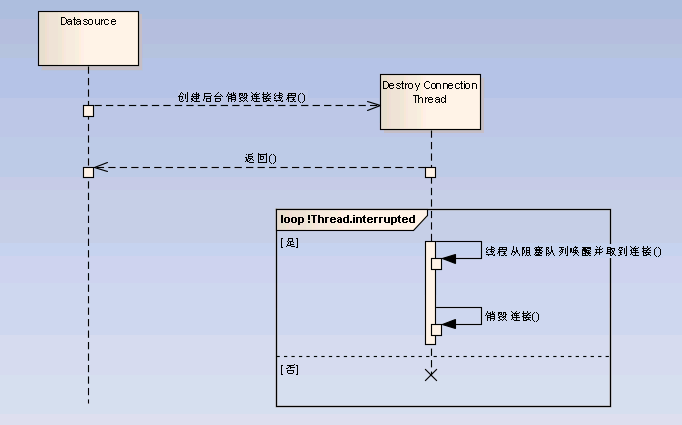 Datasource
Destroy Connection
Thread
创建后台销毁连接线程()
返回()
loop !Thread.interrupted
[是]
线程从阻塞队列唤醒并取到连接()
销毁连接()
[否]